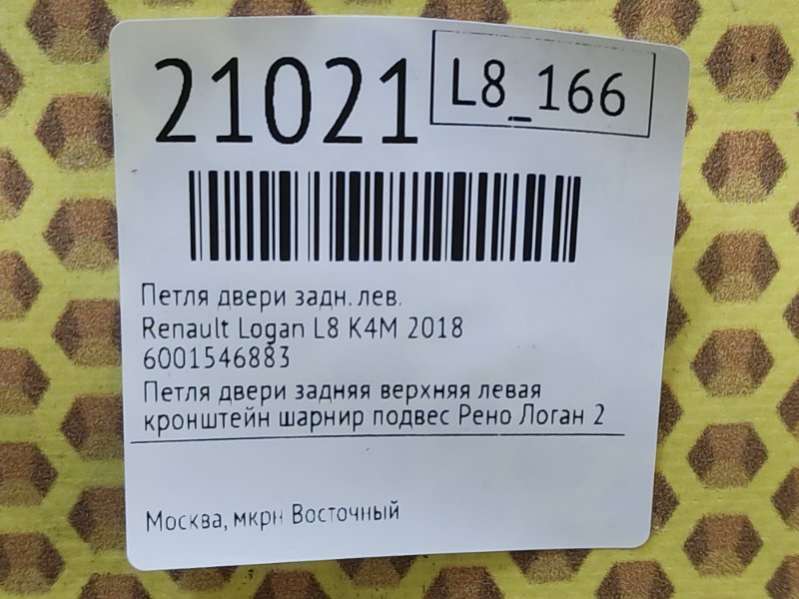 21021
L8_166
Петля двери задн. лев.
Renault Logan L8 K4M 2018
6001546883
Петля двери задняя верхняя левая
кронштейн шарнир подвес Рено Логан 2
Москва, мкрн Восточный